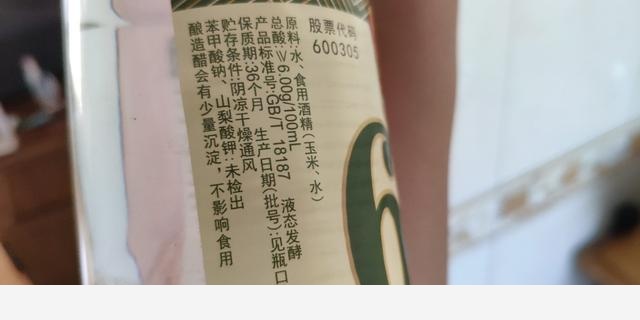 股票代码
600305
原料:水、食用酒精(玉米、水)
总酸:≥6.00g/100mL 液态发酵
产品标准号:GB/T 18187
保质期:36个月 生产日期(批号):见瓶口
贮存条件:阴凉干燥通风
苯甲酸钠、山梨酸钾:未检出
酿造醋会有少量沉淀,不影响食用
6